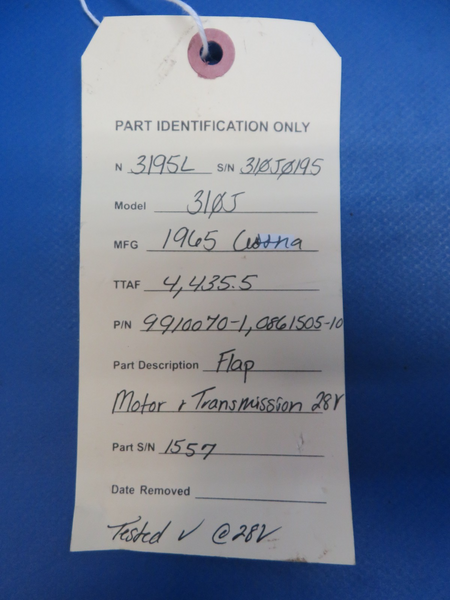 PART IDENTIFICATION ONLY
N 3195L S/N 310J0195
Model 310J
MFG 1965 Cessna
TTAF 4,435.5
P/N 9910070-1, 0861505-10
Part Description Flap
Motor & Transmission 28V
Part S/N 1557
Date Removed
Tested ✓ @28V